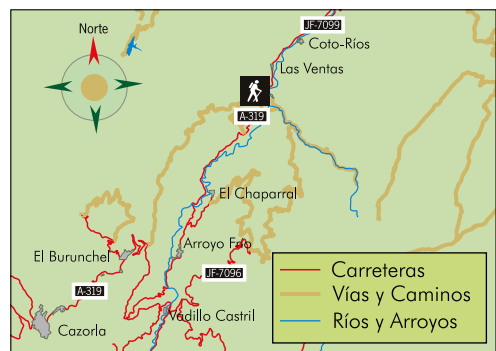 Norte
JF-7099
Coto-Ríos
Las Ventas
A-319
El Chaparral
El Burunchel
Arroyo Frío
JF-7096
A-319
Vadillo Castril
Cazorla
Carreteras
Vías y Caminos
Ríos y Arroyos